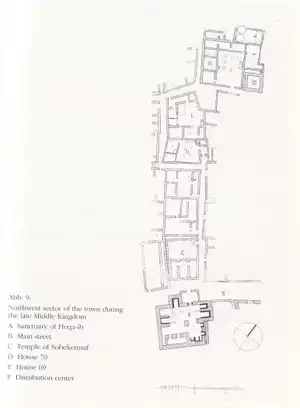 Abb. 9:
Northwest sector of the town during
the late Middle Kingdom
A Sanctuary of Heqa-ib
B Main street
C Temple of Sobekemsaf
D House 70
E House 69
F Distribution center
B
C